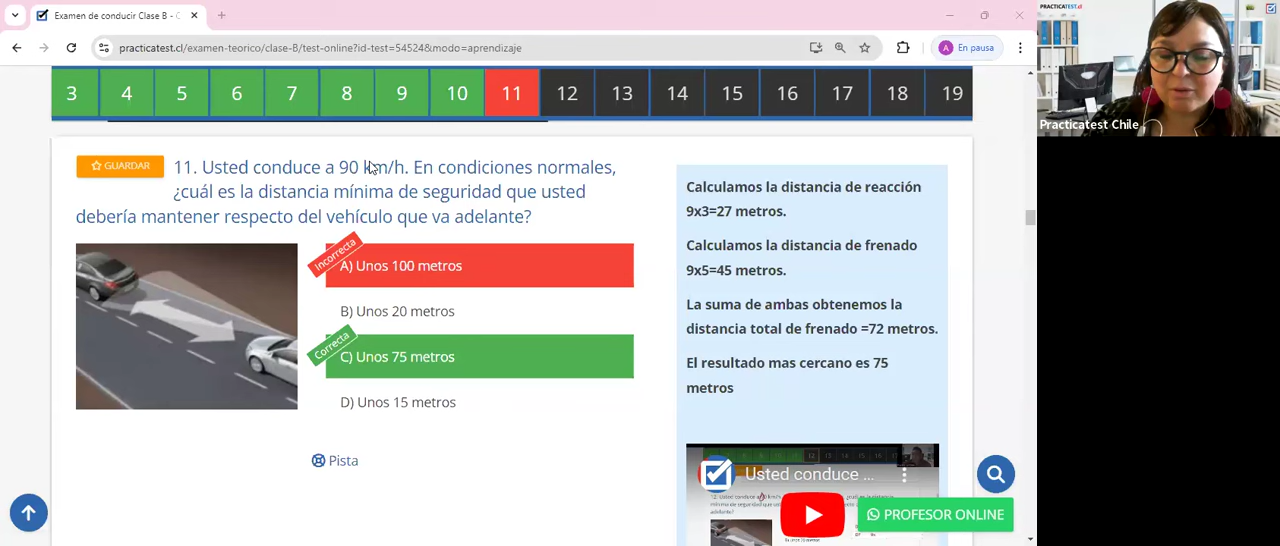 Examen de conducir Clase B - C
practicatest.cl/examen-teorico/clase-B/test-online?id-test=54524&modo=aprendizaje
A
En pausa
3 4 5 6 7 8 9 10 11 12 13 14 15 16 17 18 19
GUARDAR
11. Usted conduce a 90 km/h. En condiciones normales,
¿cuál es la distancia mínima de seguridad que usted
debería mantener respecto del vehículo que va adelante?
Incorrecta
A) Unos 100 metros
B) Unos 20 metros
Correcta
C) Unos 75 metros
D) Unos 15 metros
Pista
Calculamos la distancia de reacción
9x3=27 metros.
Calculamos la distancia de frenado
9x5=45 metros.
La suma de ambas obtenemos la
distancia total de frenado =72 metros.
El resultado mas cercano es 75
metros
Usted conduce ...
PROFESOR ONLINE
PRACTICATEST.cl
Practicatest Chile